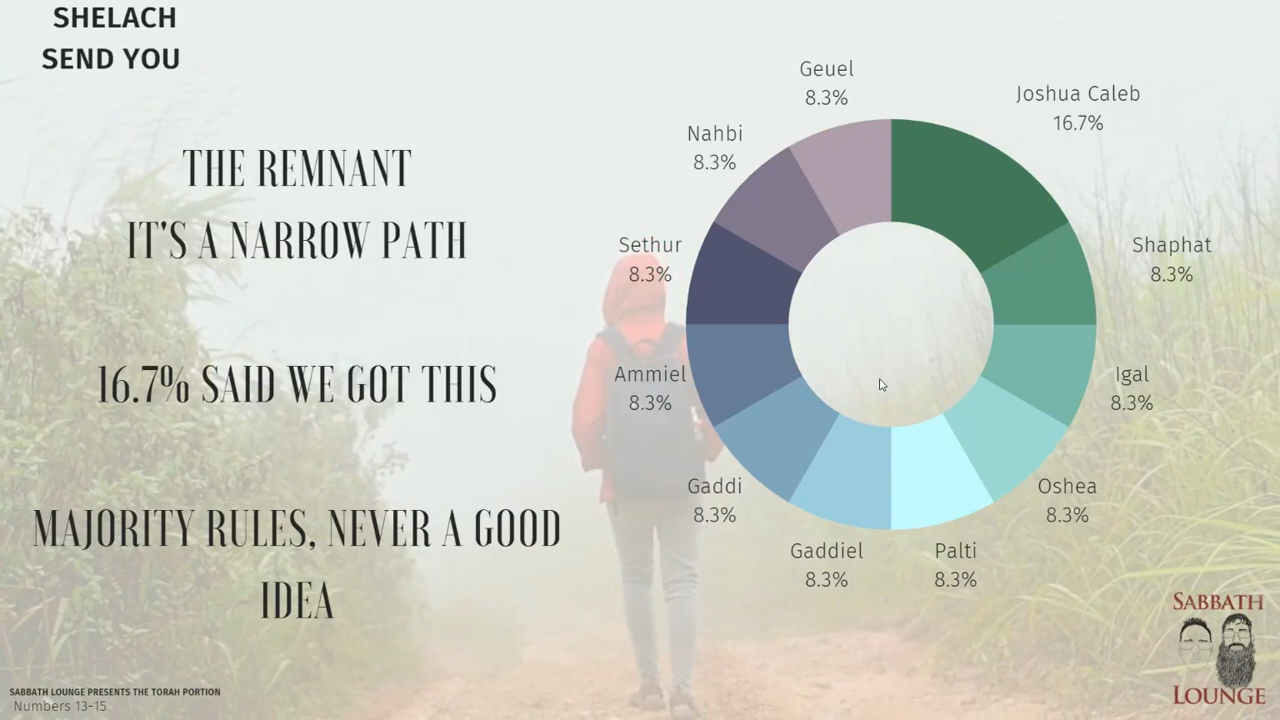 SHELACH
SEND YOU
THE REMNANT
IT'S A NARROW PATH
16.7% SAID WE GOT THIS
MAJORITY RULES, NEVER A GOOD
IDEA
Geuel
8.3%
Joshua Caleb
16.7%
Nahbi
8.3%
Sethur
8.3%
Shaphat
8.3%
Ammiel
8.3%
Igal
8.3%
Gaddi
8.3%
Oshea
8.3%
Gaddiel
8.3%
Palti
8.3%
SABBATH LOUNGE PRESENTS THE TORAH PORTION
Numbers 13-15
SABBATH
LOUNGE